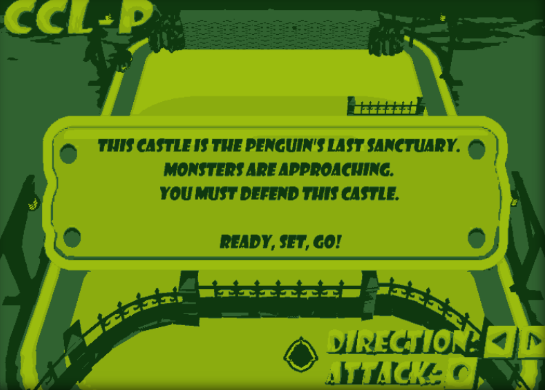 CCL-P
THIS CASTLE IS THE PENGUIN'S LAST SANCTUARY.
MONSTERS ARE APPROACHING.
YOU MUST DEFEND THIS CASTLE.
READY, SET, GO!
DIRECTION:
ATTACK: